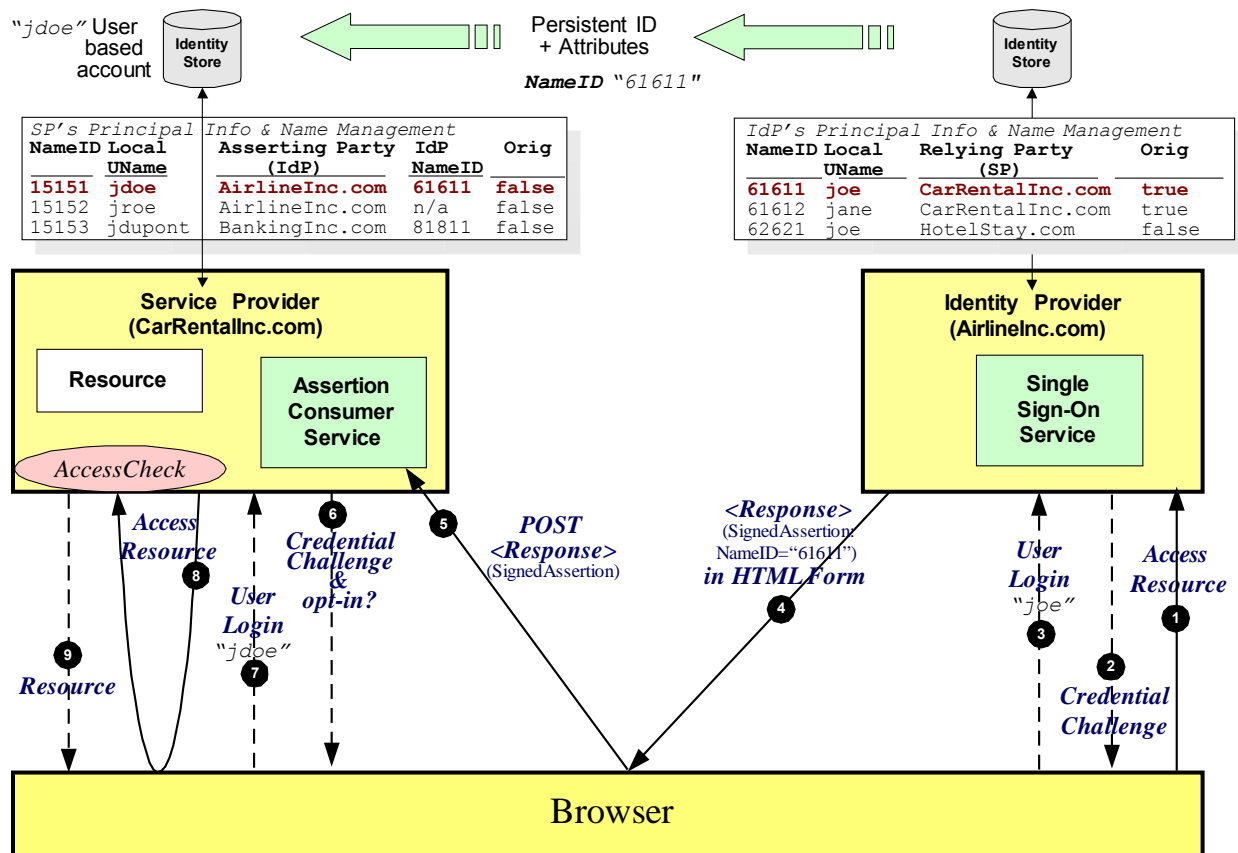 “jdoe” User
based
account
Identity
Store
Persistent ID
+ Attributes
NameID “61611"
Identity
Store
SP’s Principal Info & Name Management
NameID Local Asserting Party IdP Orig
UName (IdP) NameID
15151 jdoe AirlineInc.com 61611 false
15152 jroe AirlineInc.com n/a false
15153 jdupont BankingInc.com 81811 false
IdP’s Principal Info & Name Management
NameID Local Relying Party Orig
UName (SP)
61611 joe CarRentalInc.com true
61612 jane CarRentalInc.com true
62621 joe HotelStay.com false
Service Provider
(CarRentalInc.com)
Resource
Assertion
Consumer
Service
AccessCheck
Identity Provider
(AirlineInc.com)
Single
Sign-On
Service
Access
Resource
8
6
Credential
Challenge
&
opt-in?
User
Login
“jdoe”
7
9
Resource
5
POST
<Response>
(SignedAssertion)
<Response>
(SignedAssertion:
NameID=“61611”)
in HTML Form
4
User
Login
“joe”
3
Access
Resource
1
2
Credential
Challenge
Browser